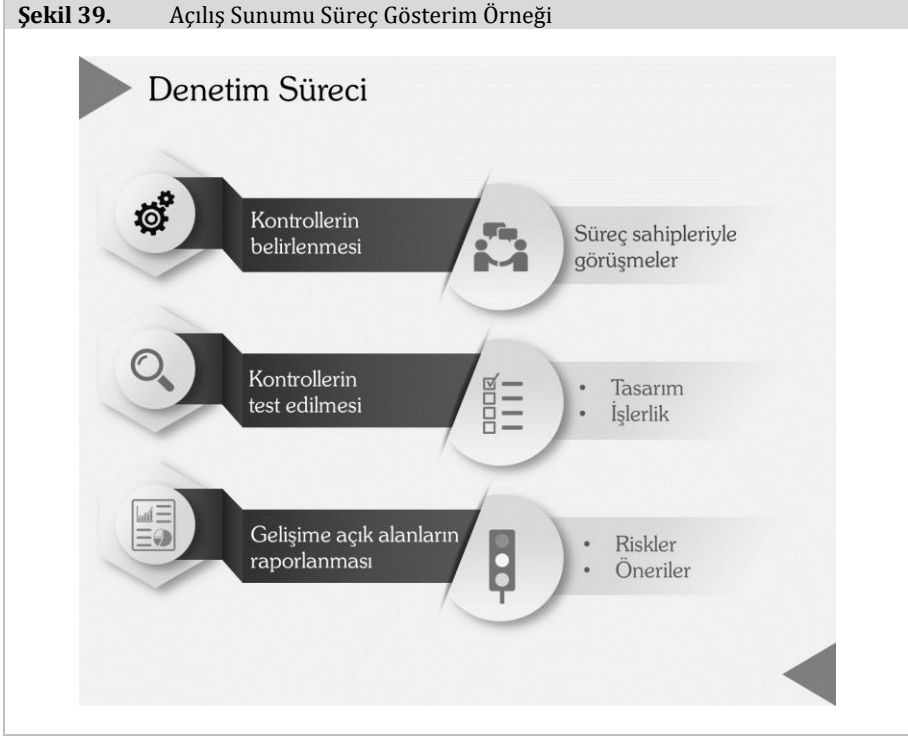 Şekil 39. Açılış Sunumu Süreç Gösterim Örneği
Denetim Süreci
Kontrollerin
belirlenmesi
Süreç sahipleriyle
görüşmeler
Kontrollerin
test edilmesi
• Tasarım
• İşlerlik
Gelişime açık alanların
raporlanması
• Riskler
• Öneriler